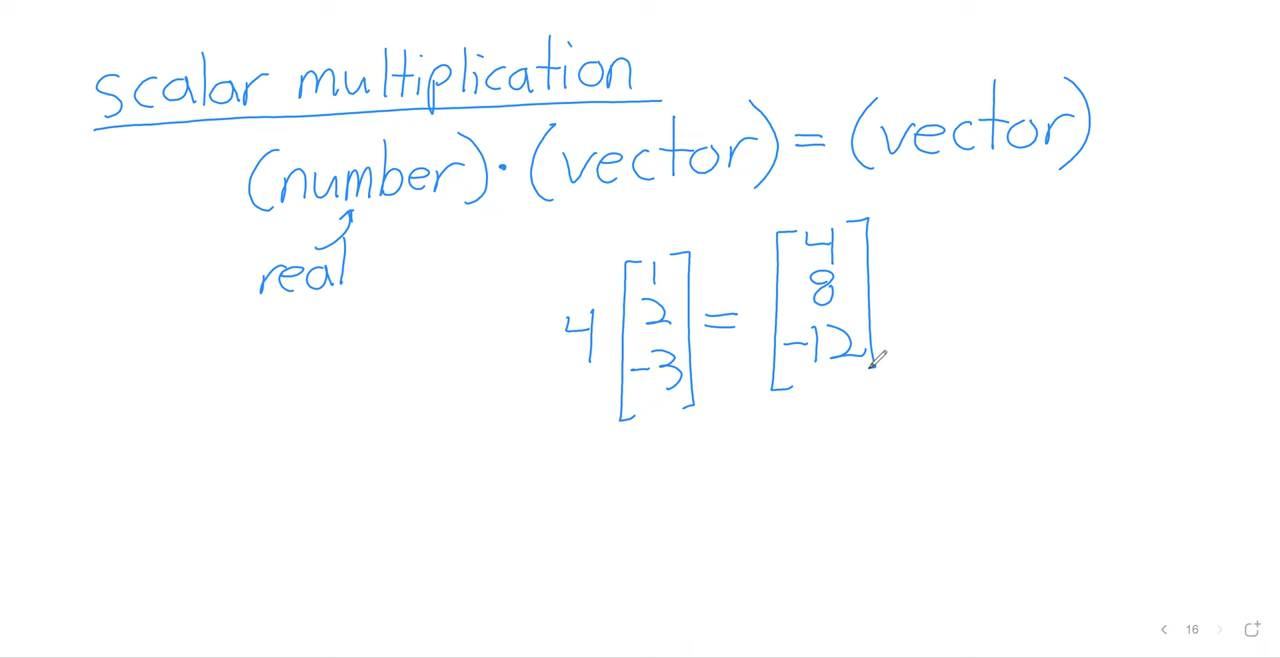 scalar multiplication
(number) · (vector) = (vector)
real
4 [1 2 -3] = [4 8 -12]
16